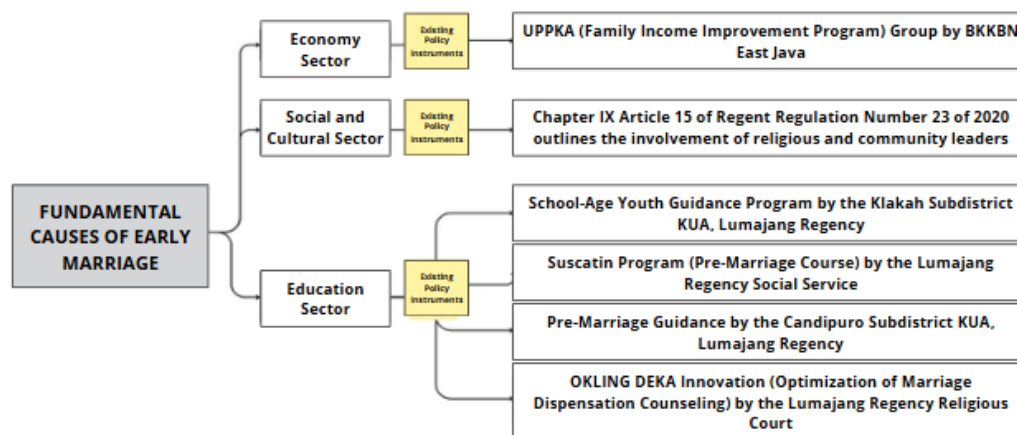 Economy
Sector
Existing
Policy
Instruments
UPPKA (Family Income Improvement Program) Group by BKKBN
East Java
Social and
Cultural Sector
Existing
Policy
Instruments
Chapter IX Article 15 of Regent Regulation Number 23 of 2020
outlines the involvement of religious and community leaders
FUNDAMENTAL
CAUSES OF EARLY
MARRIAGE
Education
Sector
Existing
Policy
Instruments
School-Age Youth Guidance Program by the Klakah Subdistrict
KUA, Lumajang Regency
Suscatin Program (Pre-Marriage Course) by the Lumajang
Regency Social Service
Pre-Marriage Guidance by the Candipuro Subdistrict KUA,
Lumajang Regency
OKLING DEKA Innovation (Optimization of Marriage
Dispensation Counseling) by the Lumajang Regency Religious
Court